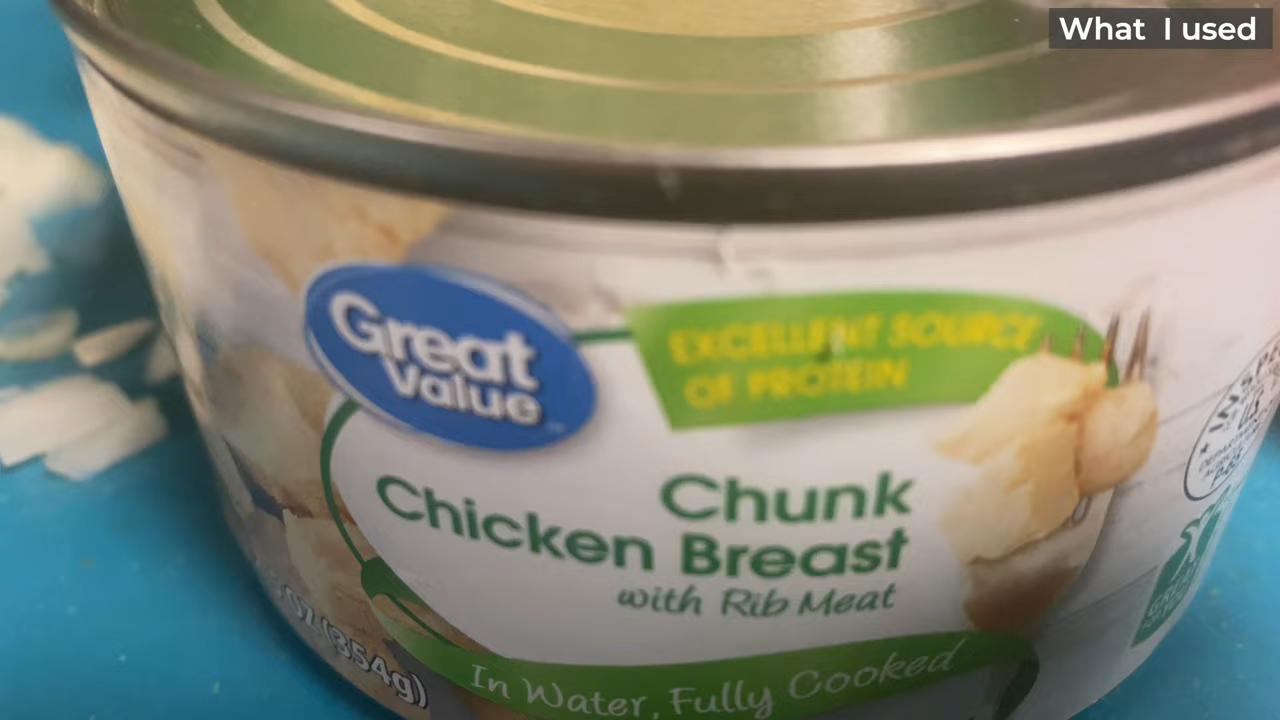 What I used
Great
Value
EXCELLENT SOURCE
OF PROTEIN
Chunk
Chicken Breast
with Rib Meat
In Water, Fully Cooked
OZ (354g)